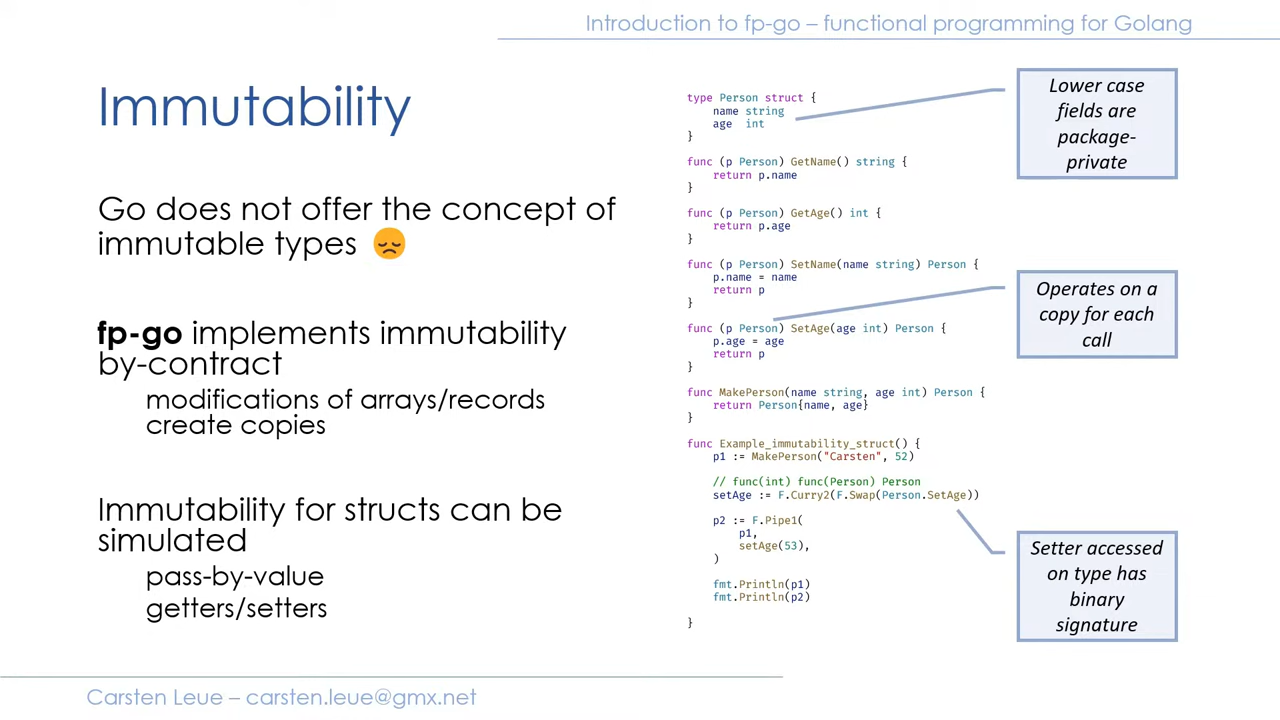 Introduction to fp-go – functional programming for Golang
Immutability
Go does not offer the concept of
immutable types 😞
fp-go implements immutability
by-contract
modifications of arrays/records
create copies
Immutability for structs can be
simulated
pass-by-value
getters/setters
type Person struct {
    name string
    age  int
}
func (p Person) GetName() string {
    return p.name
}
func (p Person) GetAge() int {
    return p.age
}
func (p Person) SetName(name string) Person {
    p.name = name
    return p
}
func (p Person) SetAge(age int) Person {
    p.age = age
    return p
}
func MakePerson(name string, age int) Person {
    return Person{name, age}
}
func Example_immutability_struct() {
    p1 := MakePerson("Carsten", 52)
    // func(int) func(Person) Person
    setAge := F.Curry2(F.Swap(Person.SetAge))
    p2 := F.Pipe1(
        p1,
        setAge(53),
    )
    fmt.Println(p1)
    fmt.Println(p2)
}
Lower case
fields are
package-
private
Operates on a
copy for each
call
Setter accessed
on type has
binary
signature
Carsten Leue – carsten.leue@gmx.net